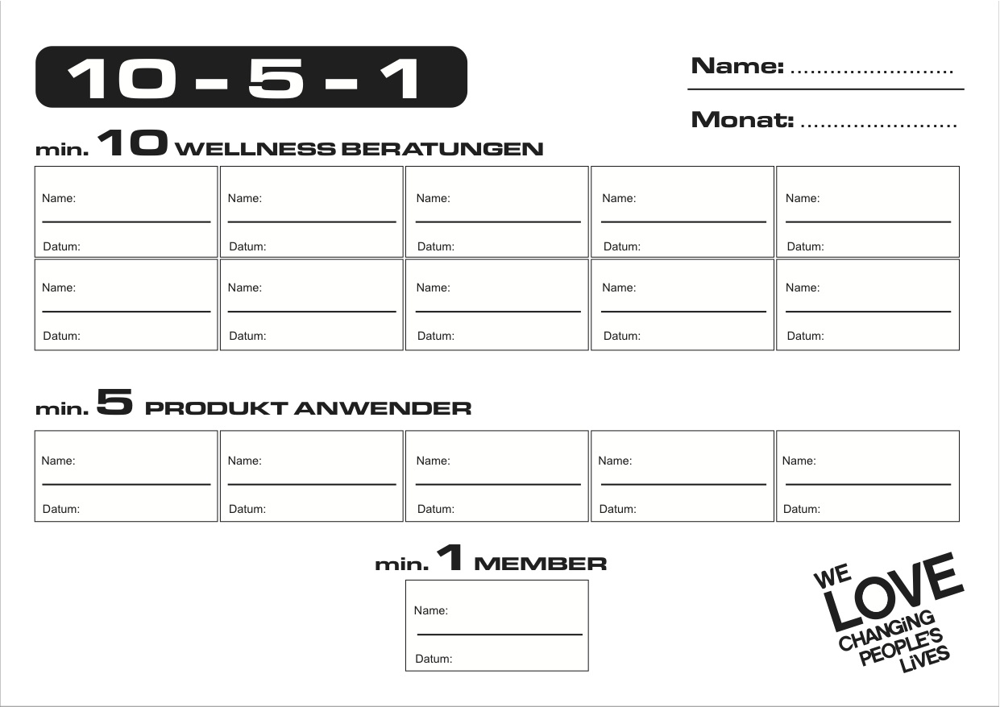 10 - 5 - 1
Name: .........................
Monat: ........................
min. 10 WELLNESS BERATUNGEN
Name: Name: Name: Name: Name:
Datum: Datum: Datum: Datum: Datum:
Name: Name: Name: Name: Name:
Datum: Datum: Datum: Datum: Datum:
min. 5 PRODUKT ANWENDER
Name: Name: Name: Name: Name:
Datum: Datum: Datum: Datum: Datum:
min. 1 MEMBER
Name:
Datum:
WE
LOVE
CHANGiNG
PEOPLE'S
LiVES